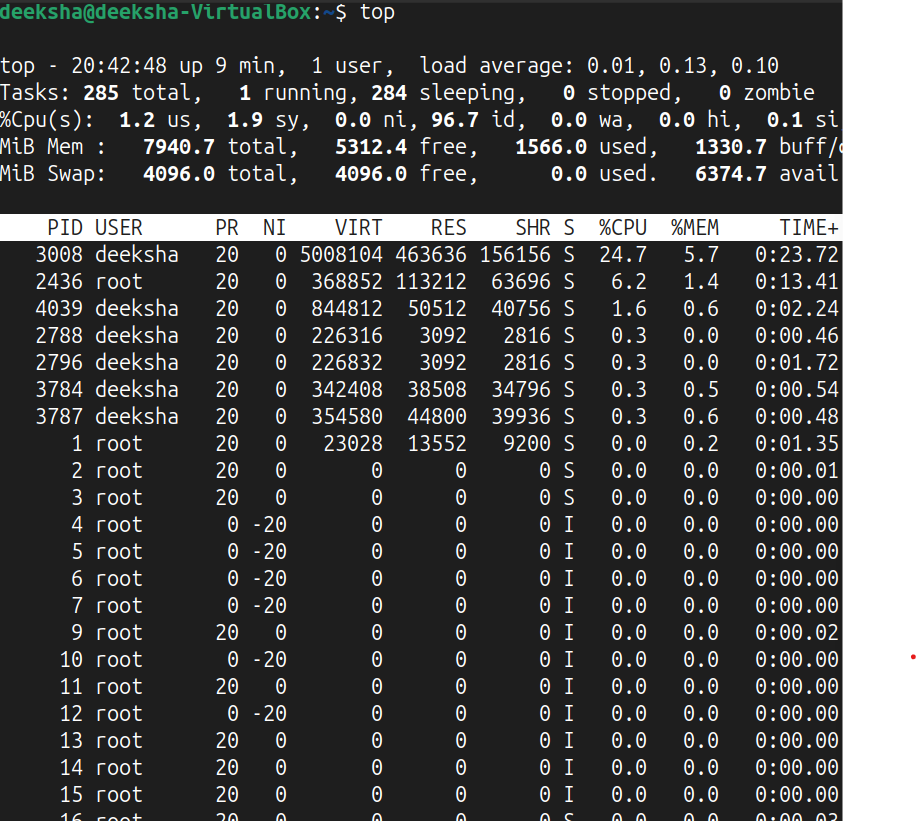 deeksha@deeksha-VirtualBox:~$ top
top - 20:42:48 up 9 min,  1 user,  load average: 0.01, 0.13, 0.10
Tasks: 285 total,   1 running, 284 sleeping,   0 stopped,   0 zombie
%Cpu(s):  1.2 us,  1.9 sy,  0.0 ni, 96.7 id,  0.0 wa,  0.0 hi,  0.1 si
MiB Mem :   7940.7 total,   5312.4 free,   1566.0 used,   1330.7 buff/
MiB Swap:   4096.0 total,   4096.0 free,      0.0 used.   6374.7 avail
PID USER      PR  NI    VIRT    RES    SHR S  %CPU  %MEM     TIME+
3008 deeksha   20   0 5008104 463636 156156 S  24.7   5.7   0:23.72
2436 root      20   0  368852 113212  63696 S   6.2   1.4   0:13.41
4039 deeksha   20   0  844812  50512  40756 S   1.6   0.6   0:02.24
2788 deeksha   20   0  226316   3092   2816 S   0.3   0.0   0:00.46
2796 deeksha   20   0  226832   3092   2816 S   0.3   0.0   0:01.72
3784 deeksha   20   0  342408  38508  34796 S   0.3   0.5   0:00.54
3787 deeksha   20   0  354580  44800  39936 S   0.3   0.6   0:00.48
1 root      20   0   23028  13552   9200 S   0.0   0.2   0:01.35
2 root      20   0       0      0      0 S   0.0   0.0   0:00.01
3 root      20   0       0      0      0 S   0.0   0.0   0:00.00
4 root       0 -20       0      0      0 I   0.0   0.0   0:00.00
5 root       0 -20       0      0      0 I   0.0   0.0   0:00.00
6 root       0 -20       0      0      0 I   0.0   0.0   0:00.00
7 root       0 -20       0      0      0 I   0.0   0.0   0:00.00
9 root      20   0       0      0      0 I   0.0   0.0   0:00.02
10 root       0 -20       0      0      0 I   0.0   0.0   0:00.00
11 root      20   0       0      0      0 I   0.0   0.0   0:00.00
12 root       0 -20       0      0      0 I   0.0   0.0   0:00.00
13 root      20   0       0      0      0 I   0.0   0.0   0:00.00
14 root      20   0       0      0      0 I   0.0   0.0   0:00.00
15 root      20   0       0      0      0 I   0.0   0.0   0:00.00
16 root      20   0       0      0      0 S   0.0   0.0   0:00.03